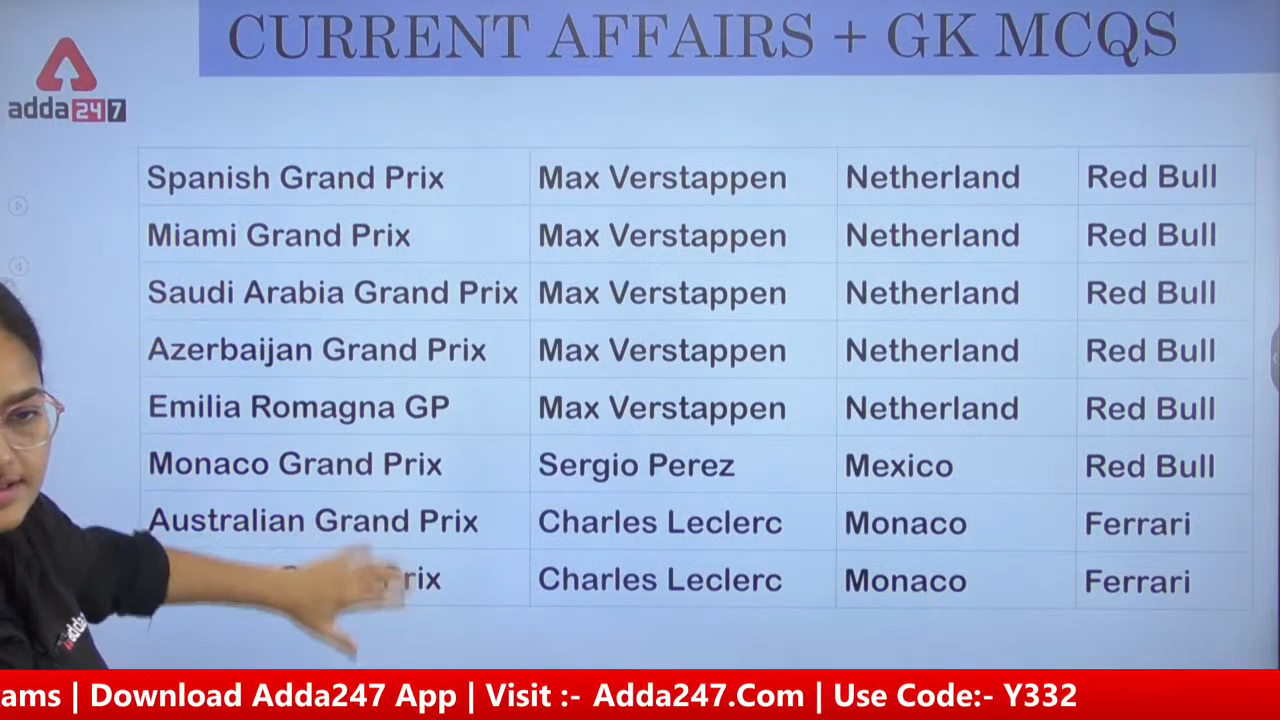 CURRENT AFFAIRS + GK MCQS
adda247
Spanish Grand Prix Max Verstappen Netherland Red Bull
Miami Grand Prix Max Verstappen Netherland Red Bull
Saudi Arabia Grand Prix Max Verstappen Netherland Red Bull
Azerbaijan Grand Prix Max Verstappen Netherland Red Bull
Emilia Romagna GP Max Verstappen Netherland Red Bull
Monaco Grand Prix Sergio Perez Mexico Red Bull
Australian Grand Prix Charles Leclerc Monaco Ferrari
Charles Leclerc Monaco Ferrari
Download Adda247 App | Visit :- Adda247.Com | Use Code:- Y332